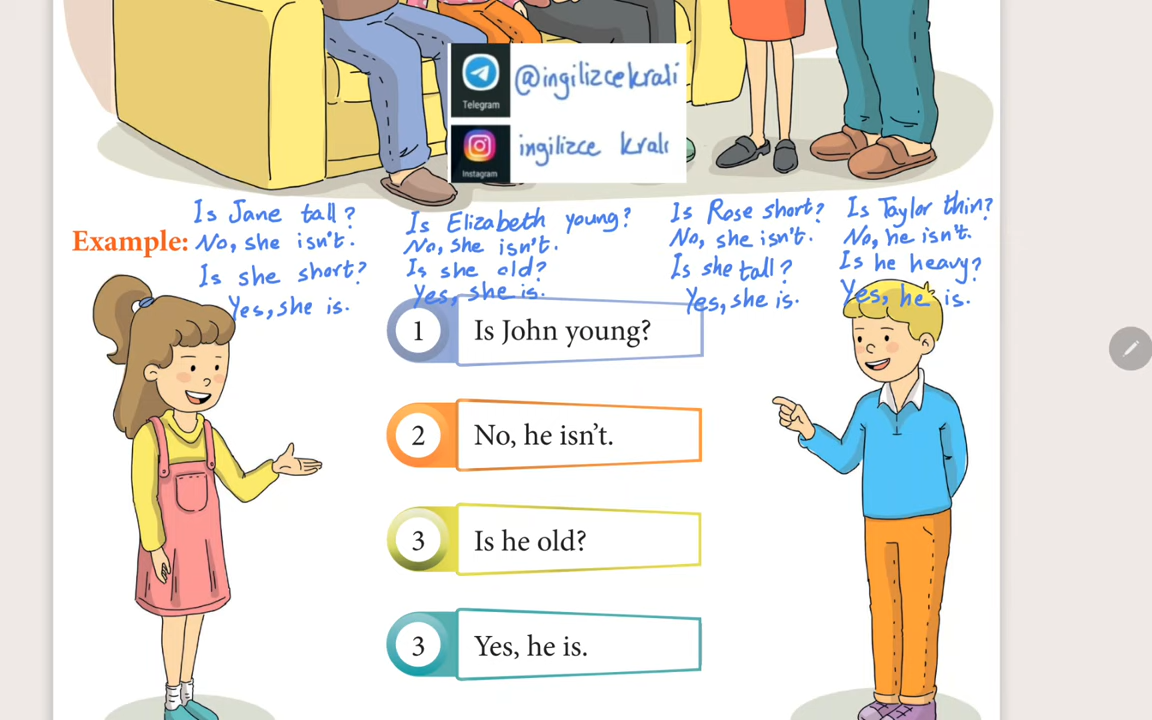 Telegram
@ingilizcekrali
Instagram
ingilizce kralı
Is Jane tall?
No, she isn't.
Is she short?
Yes, she is.
Is Elizabeth young?
No, she isn't.
Is she old?
Yes, she is.
Is Rose short?
No, she isn't.
Is she tall?
Yes, she is.
Is Taylor thin?
No, he isn't.
Is he heavy?
Yes, he is.
Example:
1 Is John young?
2 No, he isn't.
3 Is he old?
3 Yes, he is.